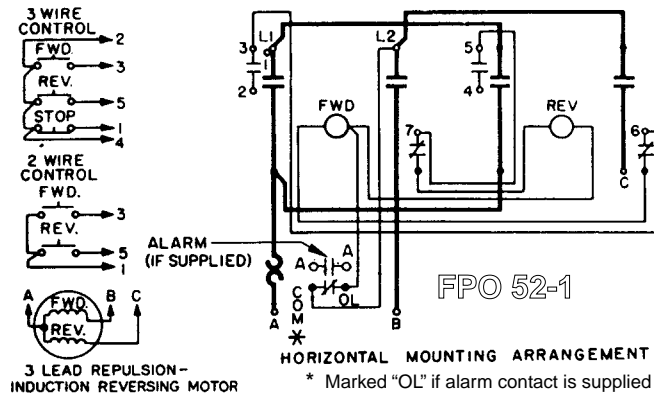 3 WIRE
CONTROL
FWD.
2
3
REV.
5
STOP
1
4
2 WIRE
CONTROL
FWD.
3
REV.
5
1
A
FWD.
B
C
REV.
3 LEAD REPULSION-
INDUCTION REVERSING MOTOR
L1
L2
3
1
2
5
4
FWD
REV
7
6
C
ALARM
(IF SUPPLIED)
A
A
OL
COM
*
A
B
FPO 52-1
HORIZONTAL MOUNTING ARRANGEMENT
* Marked “OL” if alarm contact is supplied